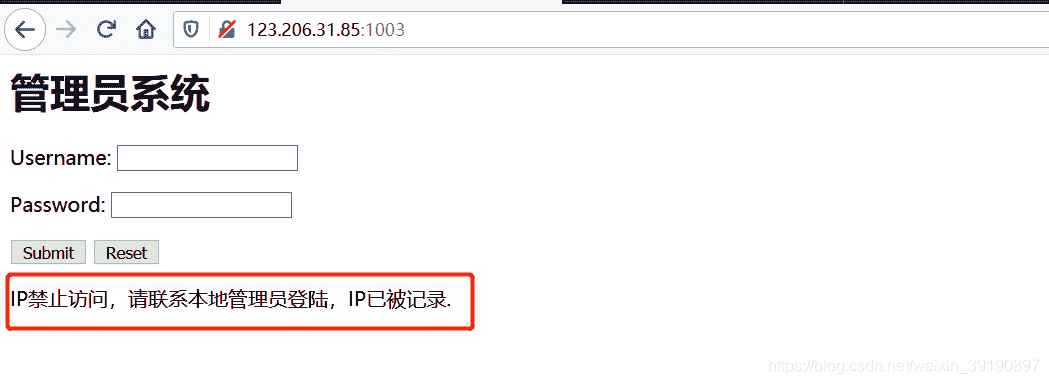 123.206.31.85:1003
管理员系统
Username:
Password:
Submit Reset
IP禁止访问，请联系本地管理员登陆，IP已被记录.
https://blog.csdn.net/weixin_39190897